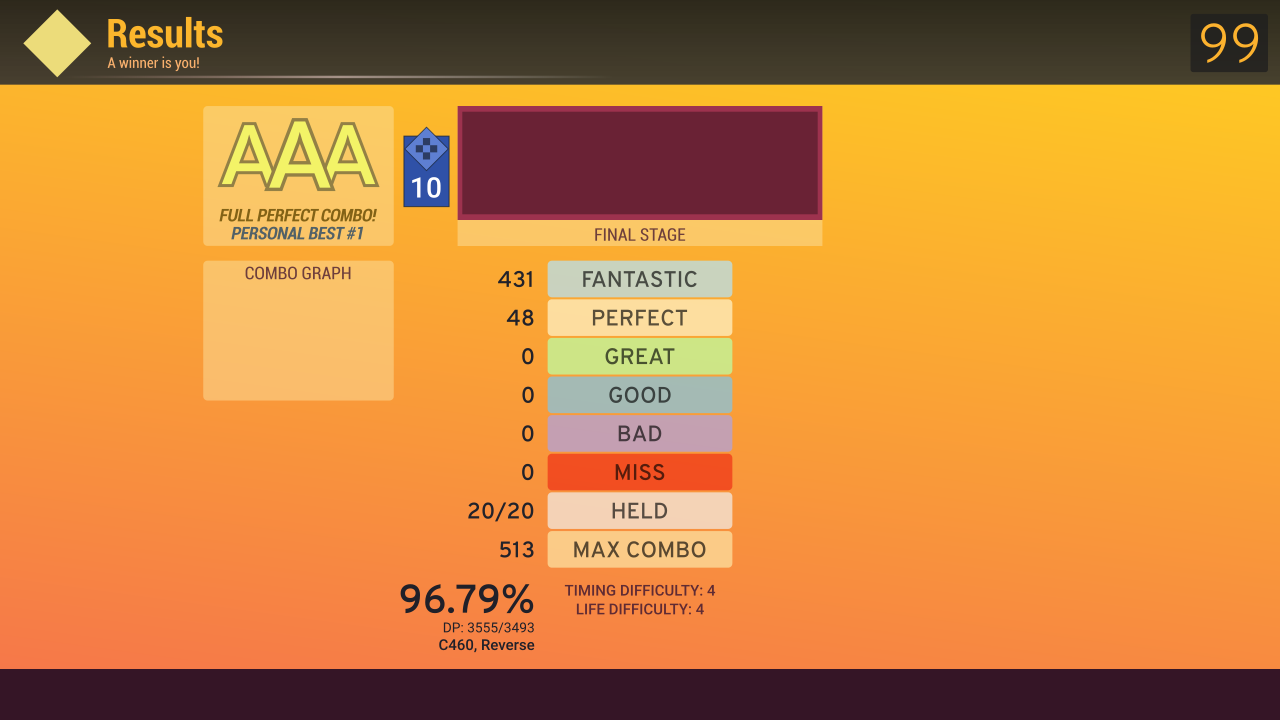 Results
A winner is you!
99
AAA
FULL PERFECT COMBO!
PERSONAL BEST #1
10
FINAL STAGE
COMBO GRAPH
431 FANTASTIC
48 PERFECT
0 GREAT
0 GOOD
0 BAD
0 MISS
20/20 HELD
513 MAX COMBO
96.79%
DP: 3555/3493
C460, Reverse
TIMING DIFFICULTY: 4
LIFE DIFFICULTY: 4